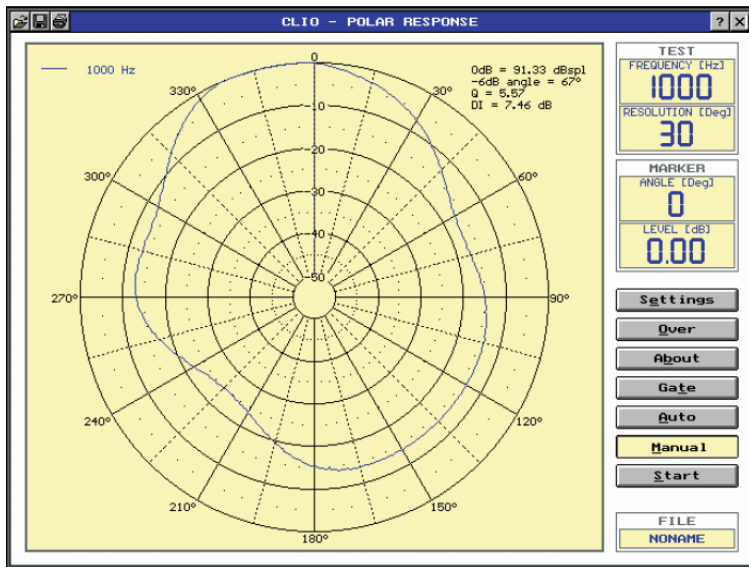 CLIO - POLAR RESPONSE
? X
1000 Hz
0dB = 91.33 dBspl
-6dB angle = 67°
Q = 5.57
DI = 7.46 dB
0
330°
30°
-10
-20
300°
60°
-30
-40
-50
270°
90°
240°
120°
210°
150°
180°
TEST
FREQUENCY [Hz]
1000
RESOLUTION [Deg]
30
MARKER
ANGLE [Deg]
0
LEVEL [dB]
0.00
Settings
Over
About
Gate
Auto
Manual
Start
FILE
NONAME